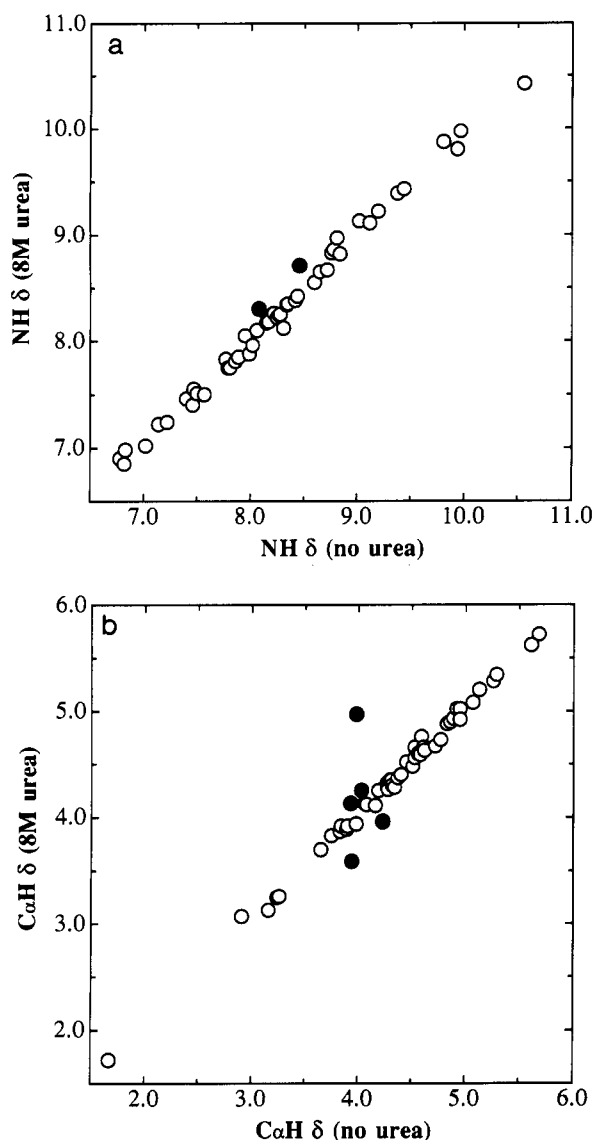 a
11.0
10.0
9.0
8.0
7.0
NH δ (8M urea)
7.0 8.0 9.0 10.0 11.0
NH δ (no urea)
b
6.0
5.0
4.0
3.0
2.0
CαH δ (8M urea)
2.0 3.0 4.0 5.0 6.0
CαH δ (no urea)